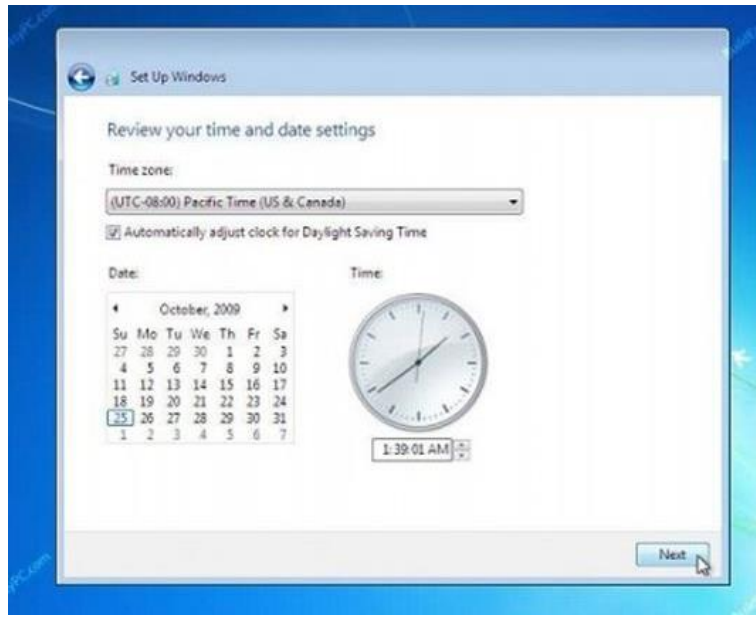 Set Up Windows
Review your time and date settings
Time zone:
(UTC-08:00) Pacific Time (US & Canada)
Automatically adjust clock for Daylight Saving Time
Date:
Time:
October, 2009
Su Mo Tu We Th Fr Sa
27 28 29 30 1 2 3
4 5 6 7 8 9 10
11 12 13 14 15 16 17
18 19 20 21 22 23 24
25 26 27 28 29 30 31
1 2 3 4 5 6 7
1:39:01 AM
Next